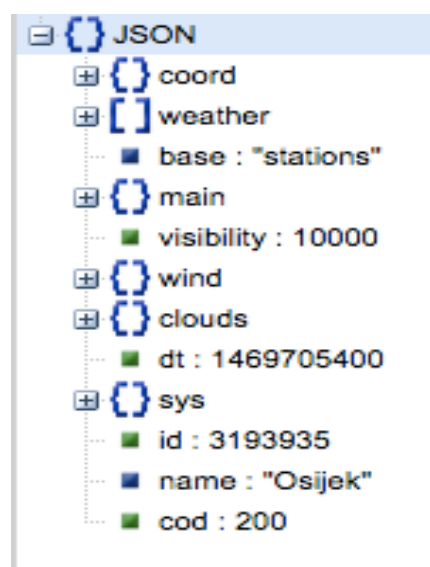 {} JSON
{} coord
[] weather
base : "stations"
{} main
visibility : 10000
{} wind
{} clouds
dt : 1469705400
{} sys
id : 3193935
name : "Osijek"
cod : 200